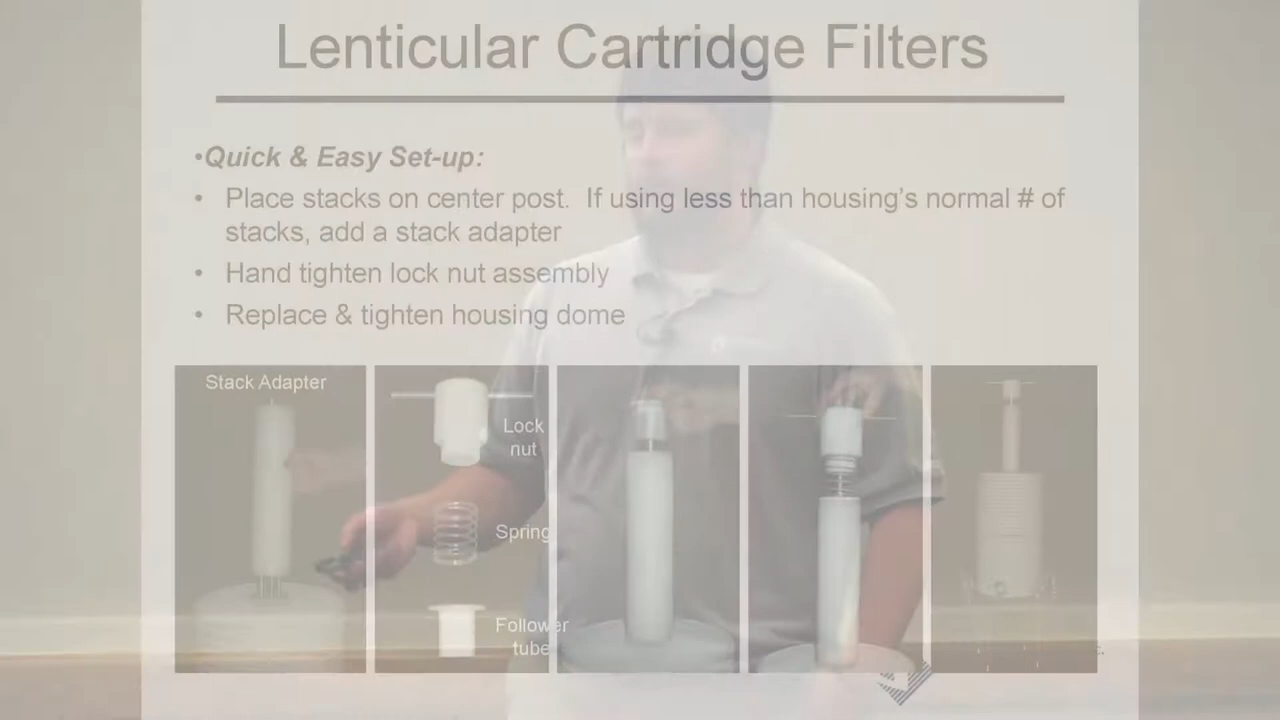 Lenticular Cartridge Filters
•Quick & Easy Set-up:
• Place stacks on center post. If using less than housing's normal # of
stacks, add a stack adapter
• Hand tighten lock nut assembly
• Replace & tighten housing dome
Stack Adapter
Lock
nut
Spring
Follower
tube